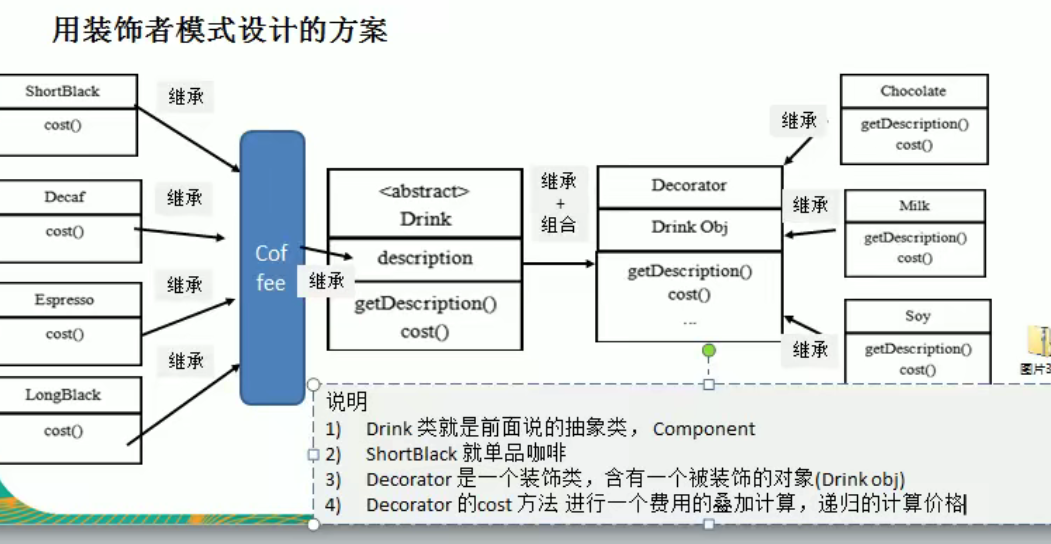 用装饰者模式设计的方案
ShortBlack
cost()
继承
Decaf
cost()
继承
Espresso
cost()
继承
LongBlack
cost()
继承
Cof
fee
继承
<abstract>
Drink
description
getDescription()
cost()
继承
+
组合
Decorator
Drink Obj
getDescription()
cost()
...
继承
Chocolate
getDescription()
cost()
继承
Milk
getDescription()
cost()
继承
Soy
getDescription()
cost()
说明
1) Drink 类就是前面说的抽象类， Component
2) ShortBlack 就单品咖啡
3) Decorator 是一个装饰类，含有一个被装饰的对象(Drink obj)
4) Decorator 的cost 方法 进行一个费用的叠加计算，递归的计算价格